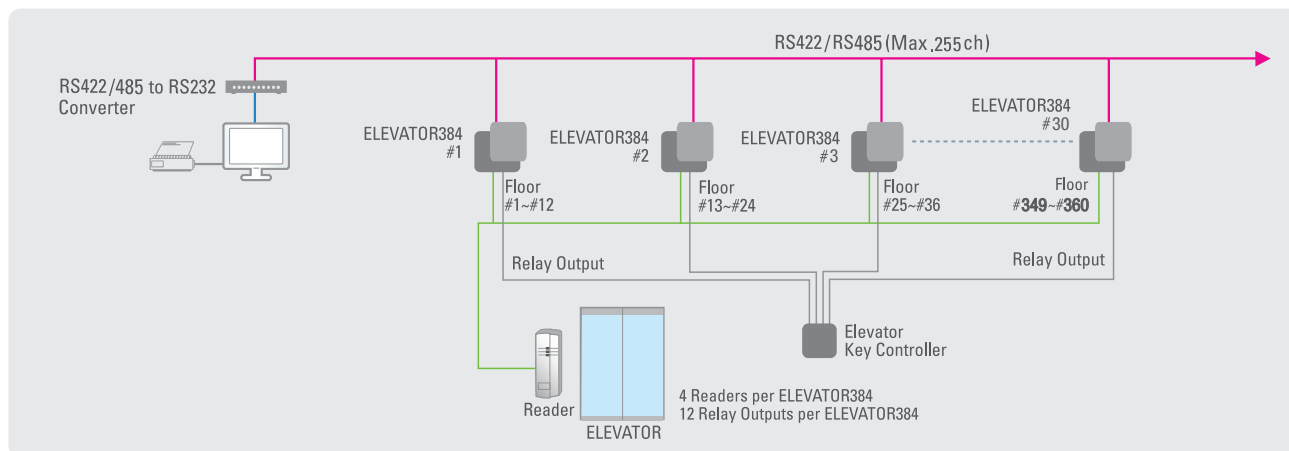 RS422/RS485(Max.255ch)
RS422/485 to RS232
Converter
ELEVATOR384
#1
ELEVATOR384
#2
ELEVATOR384
#3
ELEVATOR384
#30
Floor
#1~#12
Floor
#13~#24
Floor
#25~#36
Floor
#349~#360
Relay Output
Relay Output
Elevator
Key Controller
Reader
ELEVATOR
4 Readers per ELEVATOR384
12 Relay Outputs per ELEVATOR384